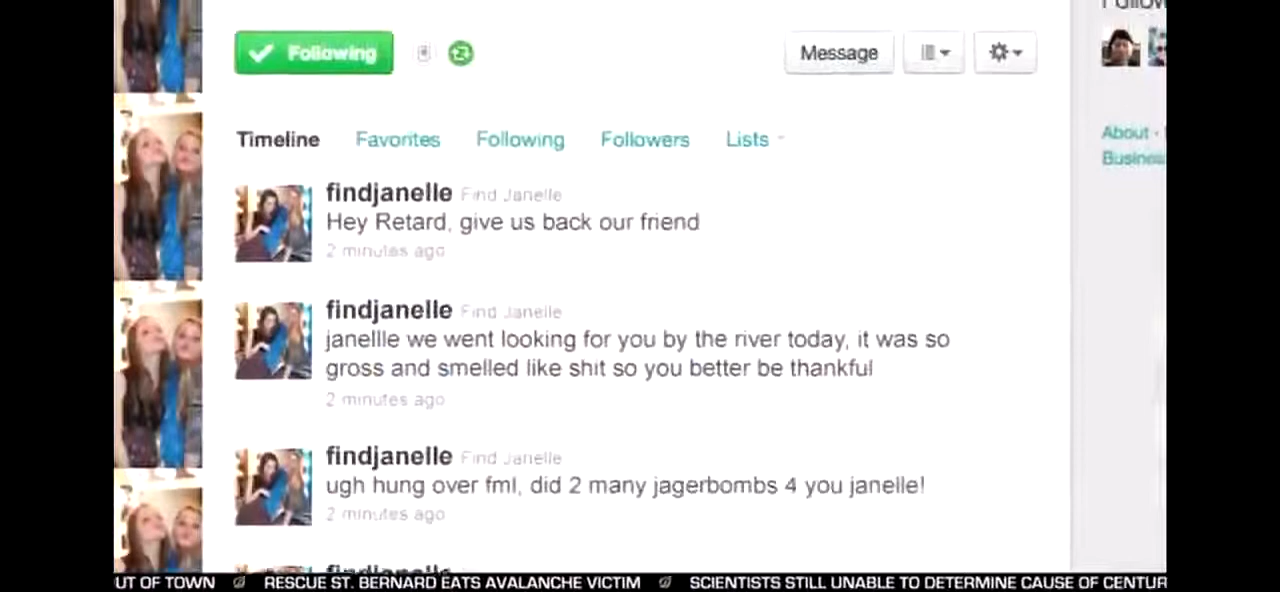 Following
Message
Timeline Favorites Following Followers Lists
findjanelle Find Janelle
Hey Retard, give us back our friend
2 minutes ago
findjanelle Find Janelle
janellle we went looking for you by the river today, it was so
gross and smelled like shit so you better be thankful
2 minutes ago
findjanelle Find Janelle
ugh hung over fml, did 2 many jagerbombs 4 you janelle!
2 minutes ago
findjanelle
About ·
Busines
UT OF TOWN RESCUE ST. BERNARD EATS AVALANCHE VICTIM SCIENTISTS STILL UNABLE TO DETERMINE CAUSE OF CENTUR